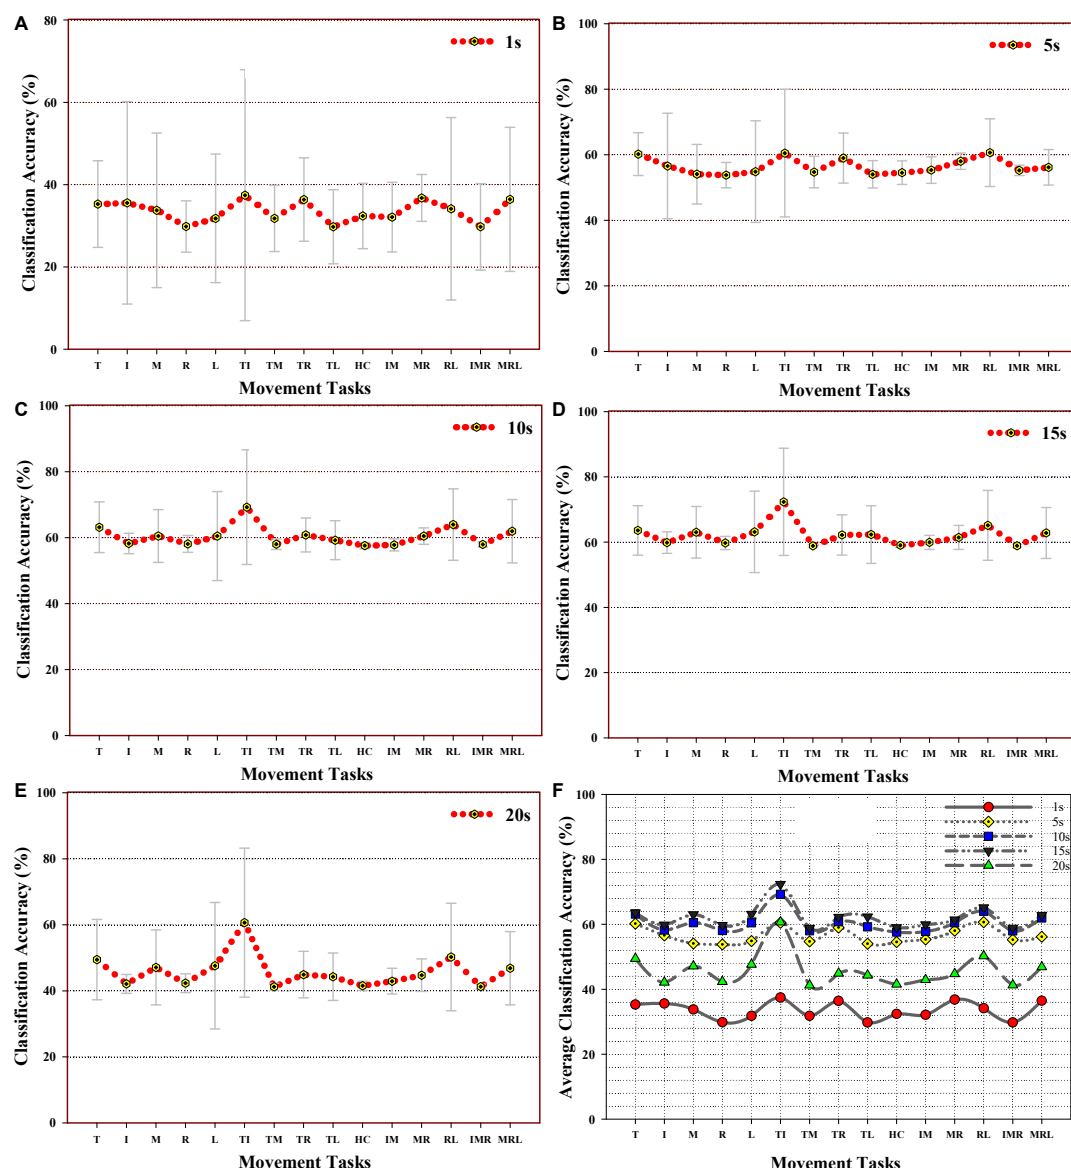 A
1s
Classification Accuracy (%)
80
60
40
20
0
T I M R L TI TM TR TL HC IM MR RL IMR MRL
Movement Tasks
B
5s
Classification Accuracy (%)
100
80
60
40
20
0
T I M R L TI TM TR TL HC IM MR RL IMR MRL
Movement Tasks
C
10s
Classification Accuracy (%)
100
80
60
40
20
0
T I M R L TI TM TR TL HC IM MR RL IMR MRL
Movement Tasks
D
15s
Classification Accuracy (%)
100
80
60
40
20
0
T I M R L TI TM TR TL HC IM MR RL IMR MRL
Movement Tasks
E
20s
Classification Accuracy (%)
100
80
60
40
20
0
T I M R L TI TM TR TL HC IM MR RL IMR MRL
Movement Tasks
F
1s
5s
10s
15s
20s
Average Classification Accuracy (%)
100
80
60
40
20
0
T I M R L TI TM TR TL HC IM MR RL IMR MRL
Movement Tasks